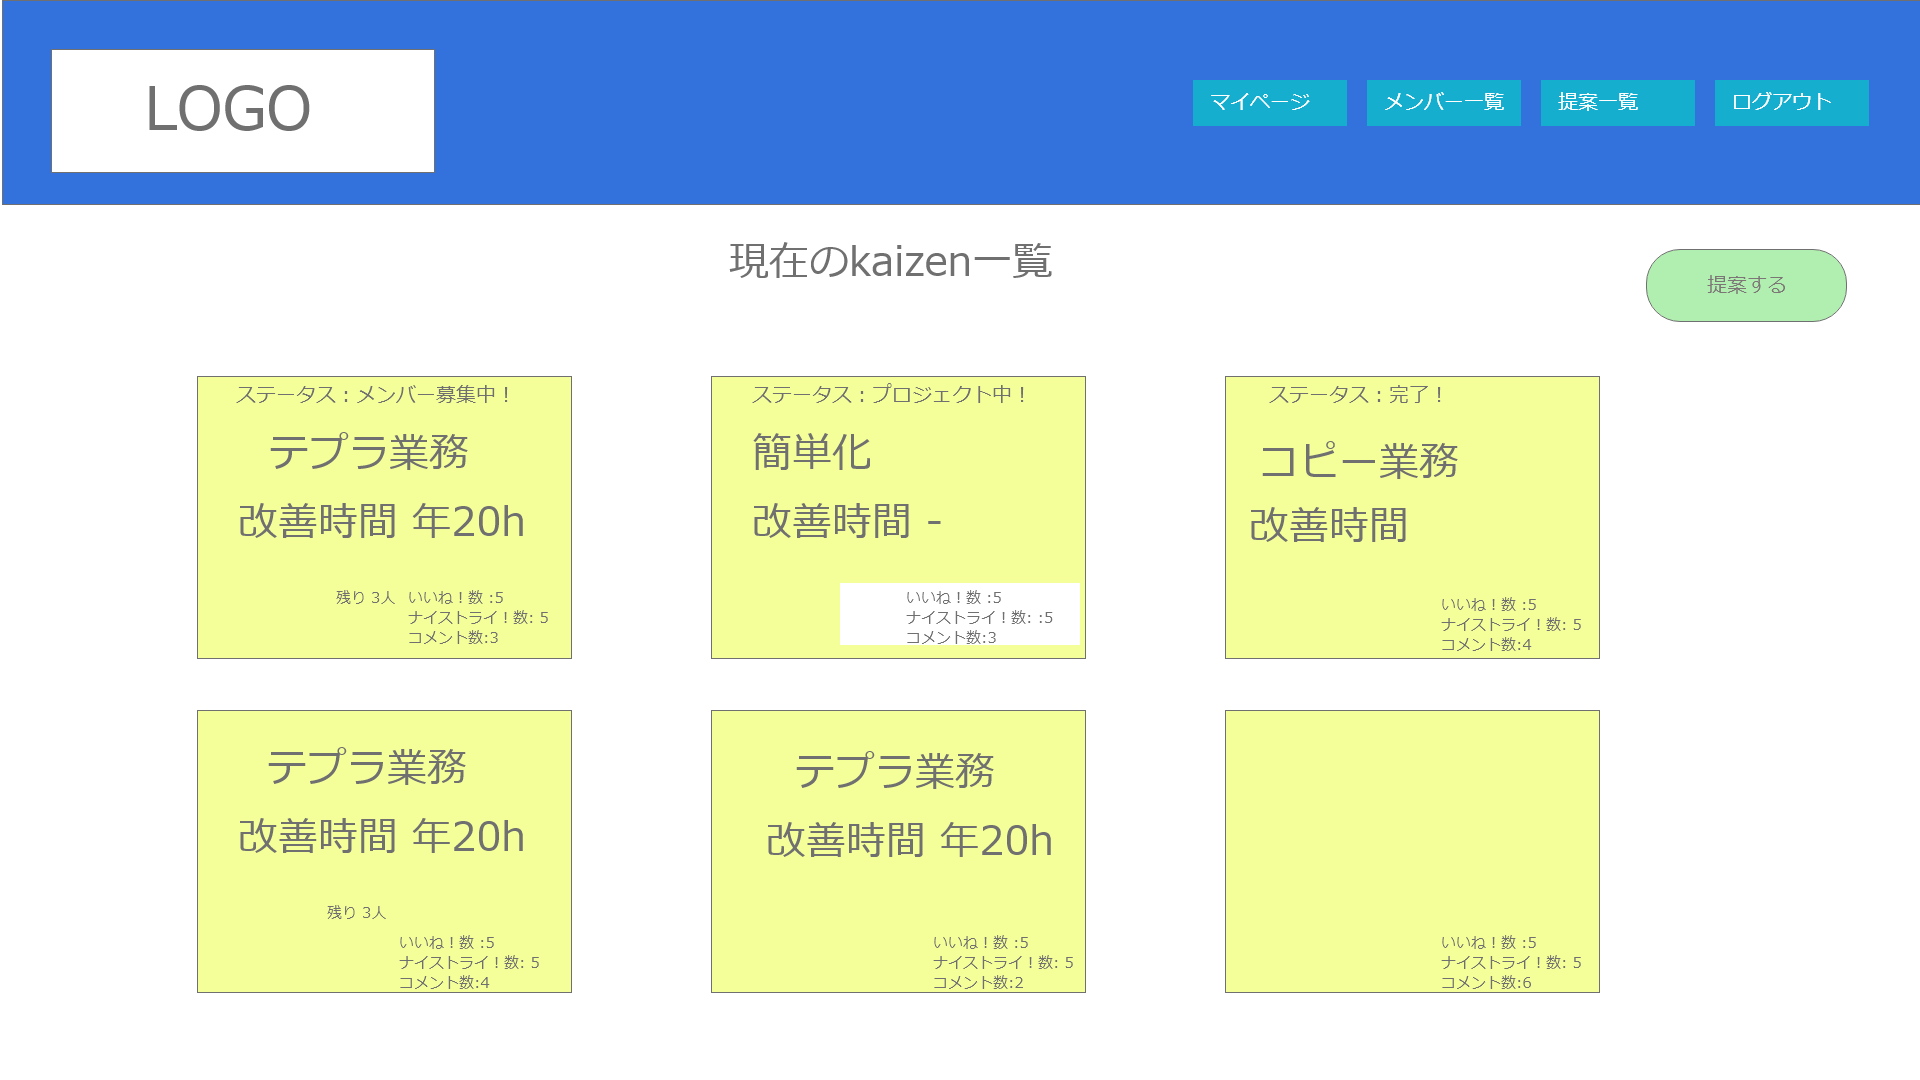 LOGO
マイページ
メンバー一覧
提案一覧
ログアウト
現在のkaizen一覧
提案する
ステータス：メンバー募集中！
テプラ業務
改善時間 年20h
残り 3人
いいね！数 :5
ナイストライ！数: 5
コメント数:3
ステータス：プロジェクト中！
簡単化
改善時間 -
いいね！数 :5
ナイストライ！数: :5
コメント数:3
ステータス：完了！
コピー業務
改善時間
いいね！数 :5
ナイストライ！数: 5
コメント数:4
テプラ業務
改善時間 年20h
残り 3人
いいね！数 :5
ナイストライ！数: 5
コメント数:4
テプラ業務
改善時間 年20h
いいね！数 :5
ナイストライ！数: 5
コメント数:2
いいね！数 :5
ナイストライ！数: 5
コメント数:6